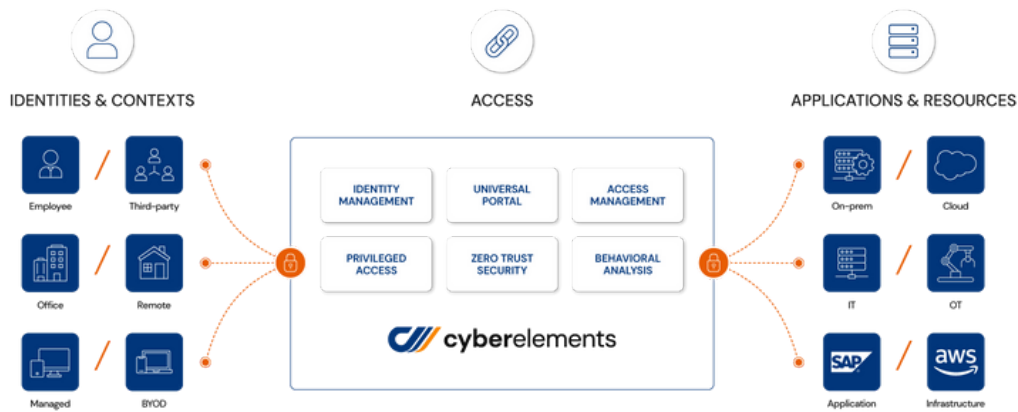 IDENTITIES & CONTEXTS
ACCESS
APPLICATIONS & RESOURCES
Employee
Third-party
Office
Remote
Managed
BYOD
IDENTITY
MANAGEMENT
UNIVERSAL
PORTAL
ACCESS
MANAGEMENT
PRIVILEGED
ACCESS
ZERO TRUST
SECURITY
BEHAVIORAL
ANALYSIS
cyberelements
On-prem
Cloud
IT
OT
SAP
aws
Application
Infrastructure